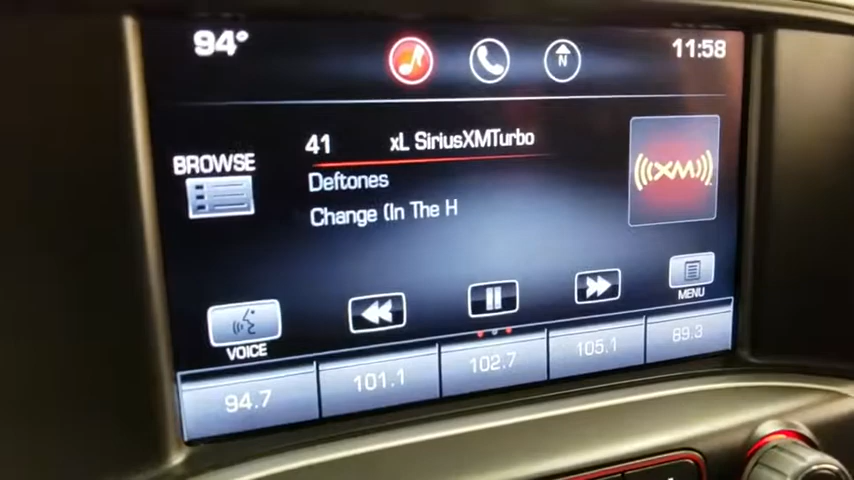 94°
N
11:58
41 xL SiriusXMTurbo
BROWSE
((XM))
Deftones
Change (In The H
MENU
VOICE
94.7 101.1 102.7 105.1 89.3